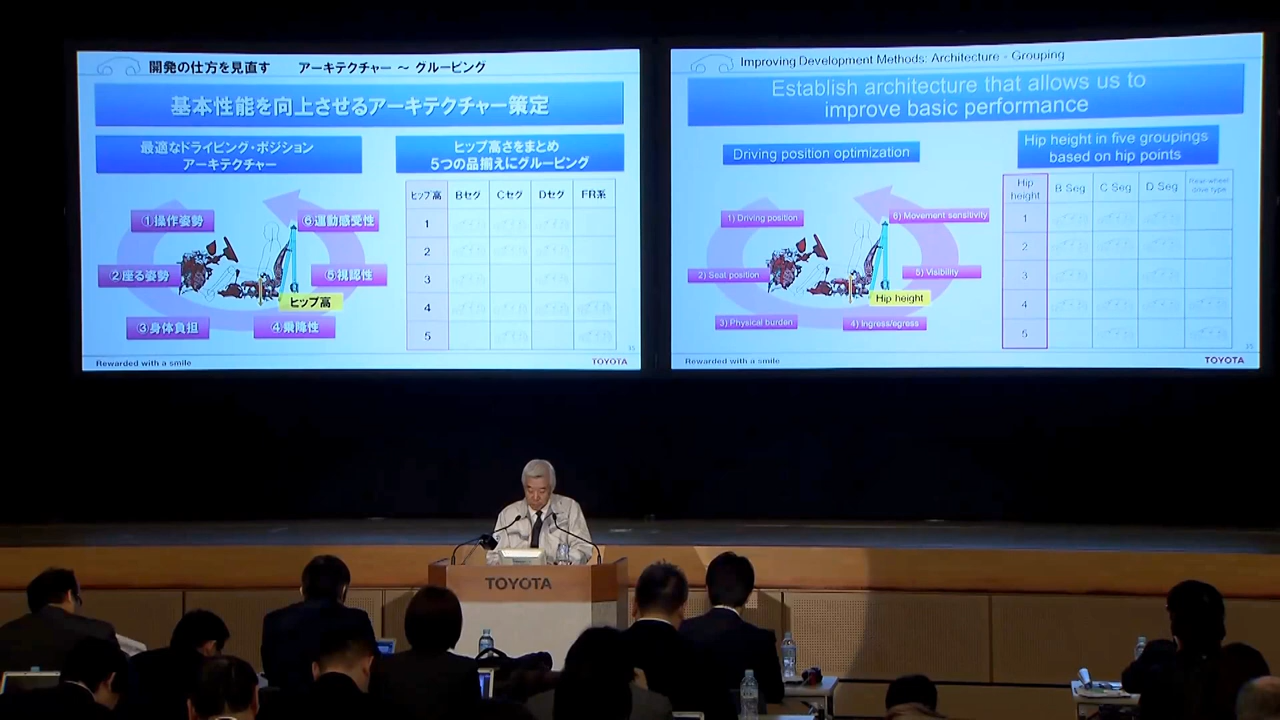 開発の仕方を見直す アーキテクチャー ～ グルーピング
基本性能を向上させるアーキテクチャー策定
最適なドライビング・ポジション
アーキテクチャー
ヒップ高さをまとめ
5つの品揃えにグルーピング
①操作姿勢
⑥運動感受性
②座る姿勢
⑤視認性
ヒップ高
③身体負担
④乗降性
ヒップ高 Bセグ Cセグ Dセグ FR系
1
2
3
4
5
Rewarded with a smile
TOYOTA
35
Improving Development Methods: Architecture - Grouping
Establish architecture that allows us to
improve basic performance
Driving position optimization
Hip height in five groupings
based on hip points
1) Driving position
6) Movement sensitivity
2) Seat position
5) Visibility
Hip height
3) Physical burden
4) Ingress/egress
Hip
height
B Seg C Seg D Seg
Rear-wheel
drive type
1
2
3
4
5
Rewarded with a smile
TOYOTA
35
TOYOTA